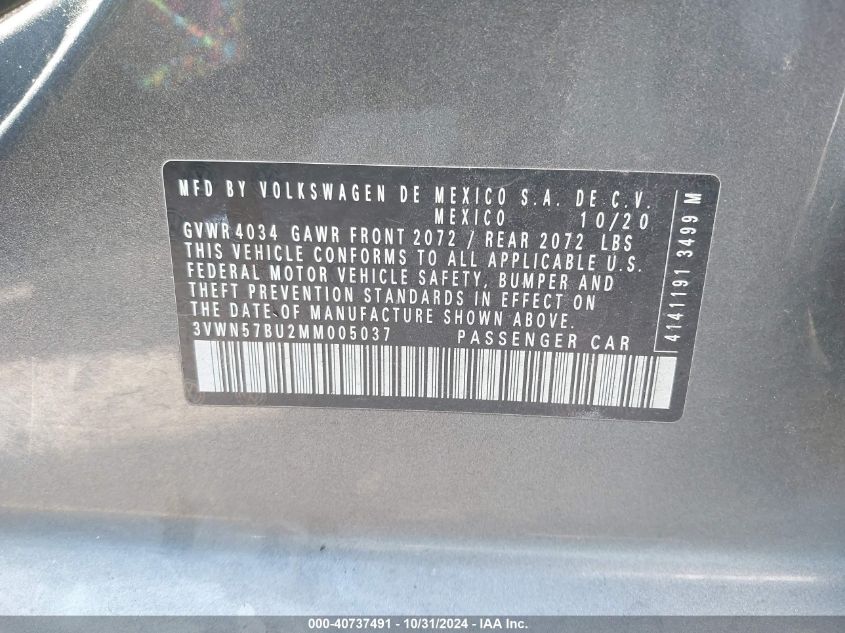 MFD BY VOLKSWAGEN DE MEXICO S.A. DE C.V.
MEXICO 10/20
GVWR 4034 GAWR FRONT 2072 / REAR 2072 LBS
THIS VEHICLE CONFORMS TO ALL APPLICABLE U.S.
FEDERAL MOTOR VEHICLE SAFETY, BUMPER AND
THEFT PREVENTION STANDARDS IN EFFECT ON
THE DATE OF MANUFACTURE SHOWN ABOVE.
3VWN57BU2MM005037 PASSENGER CAR
4141191 3499 M
000-40737491 - 10/31/2024 - IAA Inc.